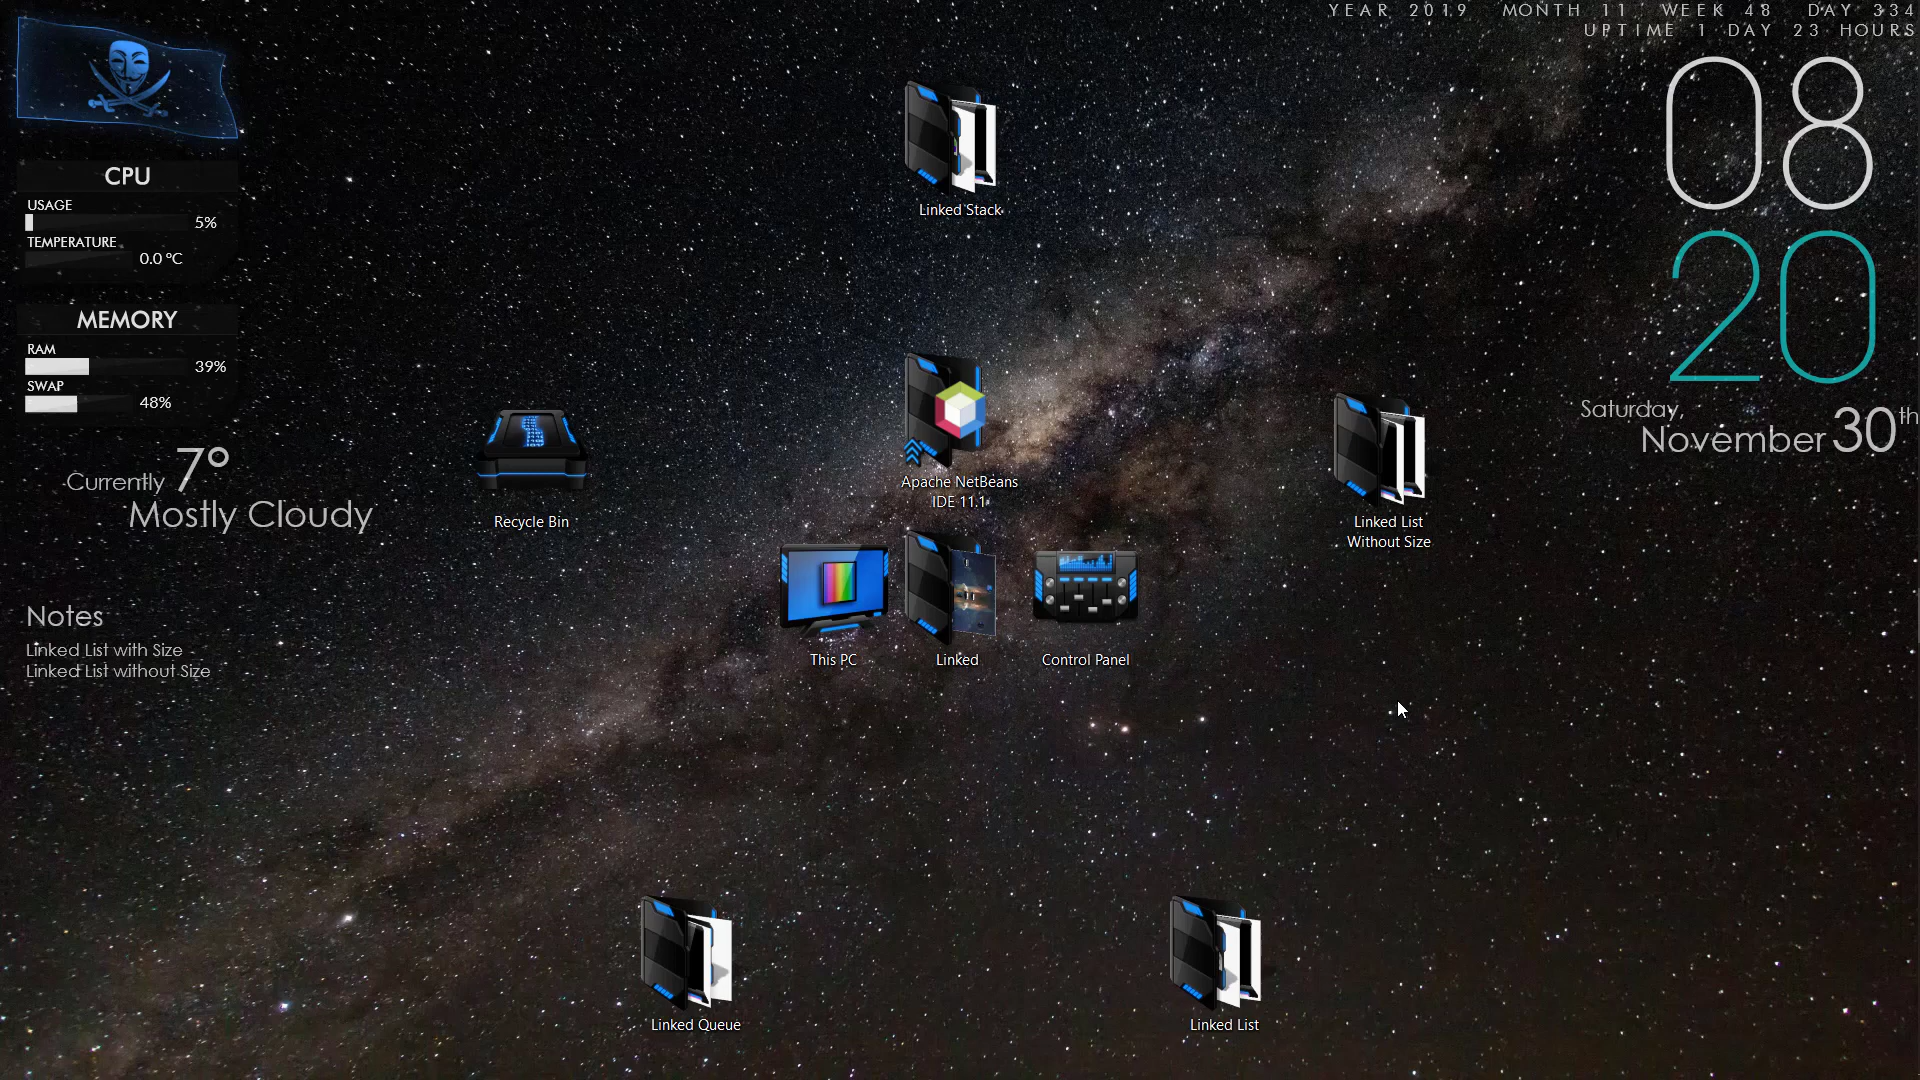 YEAR 2019 MONTH 11 WEEK 48 DAY 334
UPTIME 1 DAY 23 HOURS
08
20
Saturday,
November 30th
CPU
USAGE
5%
TEMPERATURE
0.0 °C
MEMORY
RAM
39%
SWAP
48%
Currently 7°
Mostly Cloudy
Notes
Linked List with Size
Linked List without Size
Linked Stack
Apache NetBeans
IDE 11.1
Recycle Bin
Linked List
Without Size
This PC
Linked
Control Panel
Linked Queue
Linked List